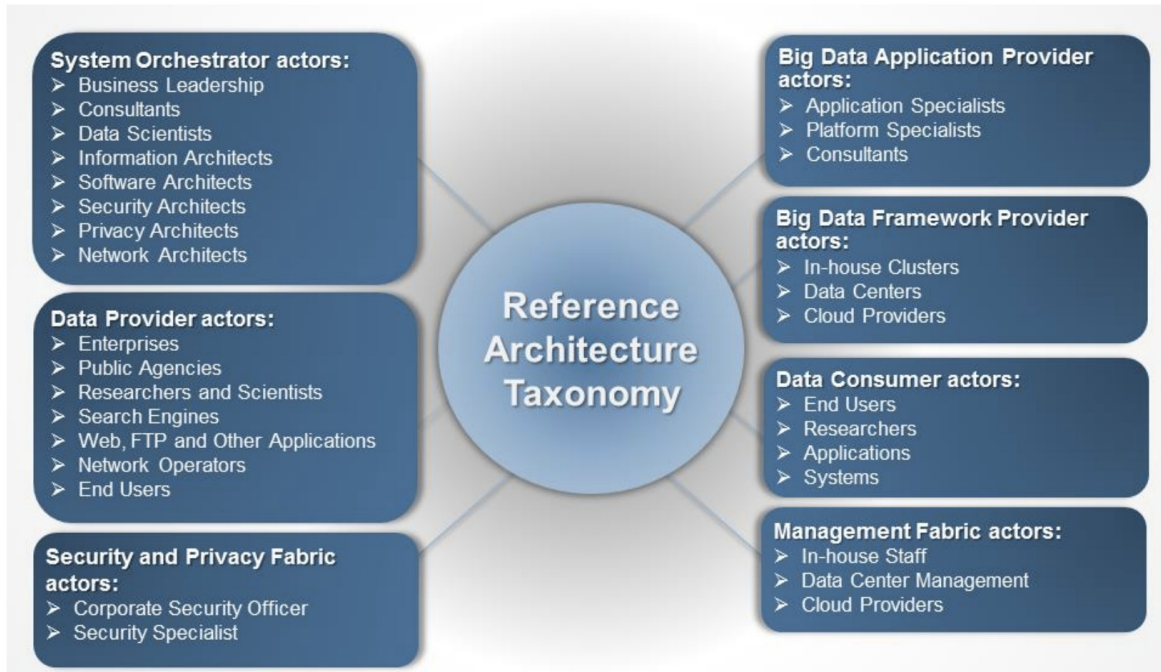 System Orchestrator actors:
➢ Business Leadership
➢ Consultants
➢ Data Scientists
➢ Information Architects
➢ Software Architects
➢ Security Architects
➢ Privacy Architects
➢ Network Architects
Data Provider actors:
➢ Enterprises
➢ Public Agencies
➢ Researchers and Scientists
➢ Search Engines
➢ Web, FTP and Other Applications
➢ Network Operators
➢ End Users
Security and Privacy Fabric
actors:
➢ Corporate Security Officer
➢ Security Specialist
Reference
Architecture
Taxonomy
Big Data Application Provider
actors:
➢ Application Specialists
➢ Platform Specialists
➢ Consultants
Big Data Framework Provider
actors:
➢ In-house Clusters
➢ Data Centers
➢ Cloud Providers
Data Consumer actors:
➢ End Users
➢ Researchers
➢ Applications
➢ Systems
Management Fabric actors:
➢ In-house Staff
➢ Data Center Management
➢ Cloud Providers